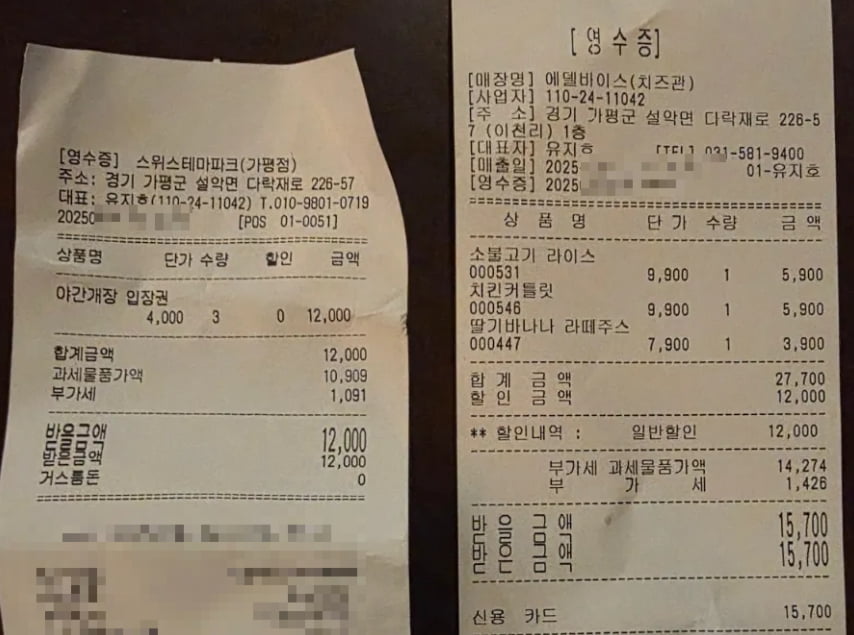 [영수증] 스위스테마파크(가평점)
주소: 경기 가평군 설악면 다락재로 226-57
대표: 유지호(110-24-11042) T.010-9801-0719
2025 [POS 01-0051]
상품명 단가 수량 할인 금액
야간개장 입장권
4,000 3 0 12,000
합계금액 12,000
과세물품가액 10,909
부가세 1,091
받을금액 12,000
받은금액 12,000
거스름돈 0
[영수증]
[매장명] 에델바이스(치즈관)
[사업자] 110-24-11042
[주 소] 경기 가평군 설악면 다락재로 226-5
7 (이천리) 1층
[대표자] 유지호 [TEL] 031-581-9400
[매출일] 2025 01-유지호
[영수증] 2025
상 품 명 단 가 수량 금 액
소불고기 라이스
000531 9,900 1 5,900
치킨커틀릿
000546 9,900 1 5,900
딸기바나나 라떼주스
000447 7,900 1 3,900
합 계 금 액 27,700
할 인 금 액 12,000
** 할인내역 : 일반할인 12,000
부가세 과세물품가액 14,274
부 가 세 1,426
받 을 금 액 15,700
받 은 금 액 15,700
신용 카드 15,700